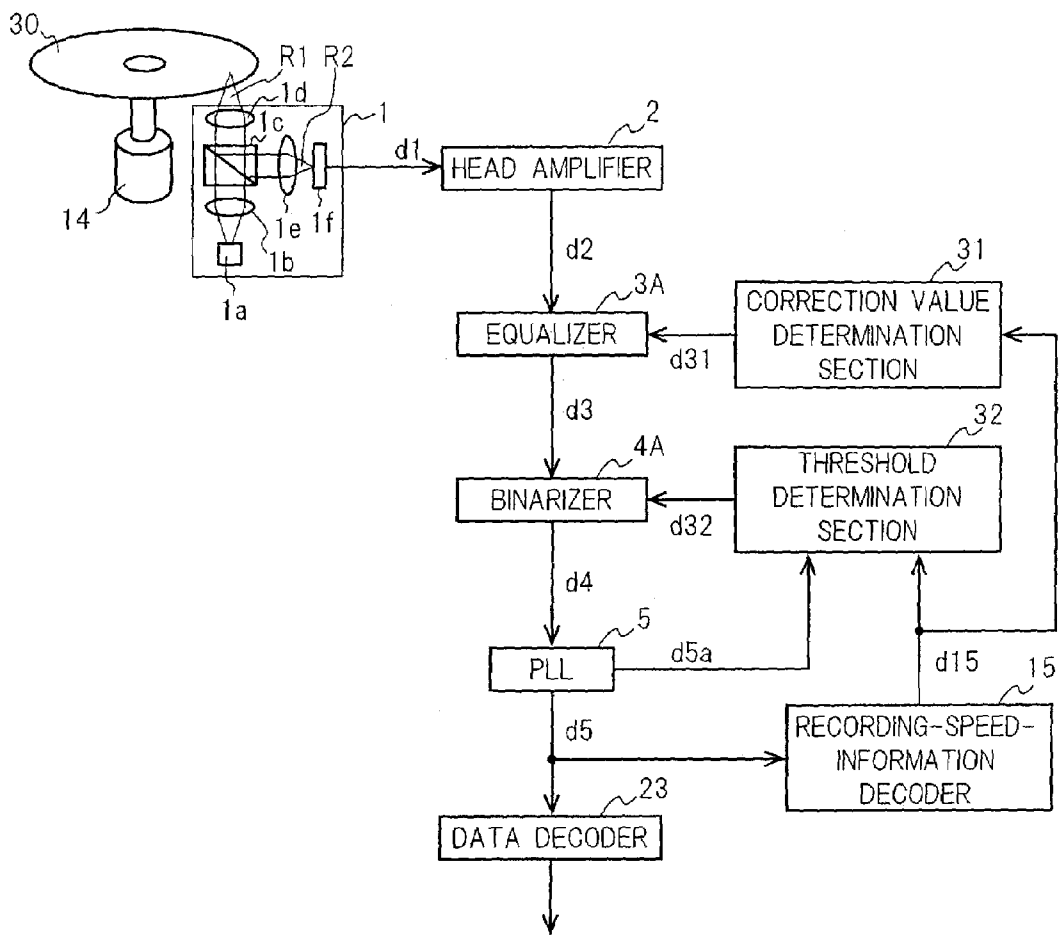 30
R1
R2
1d
1
1c
2
d1
HEAD AMPLIFIER
14
1e
1f
1b
1a
d2
31
3A
CORRECTION VALUE
DETERMINATION
SECTION
EQUALIZER
d31
d3
32
4A
THRESHOLD
DETERMINATION
SECTION
BINARIZER
d32
d4
5
d5a
PLL
d15
15
d5
RECORDING-SPEED-
INFORMATION
DECODER
23
DATA DECODER